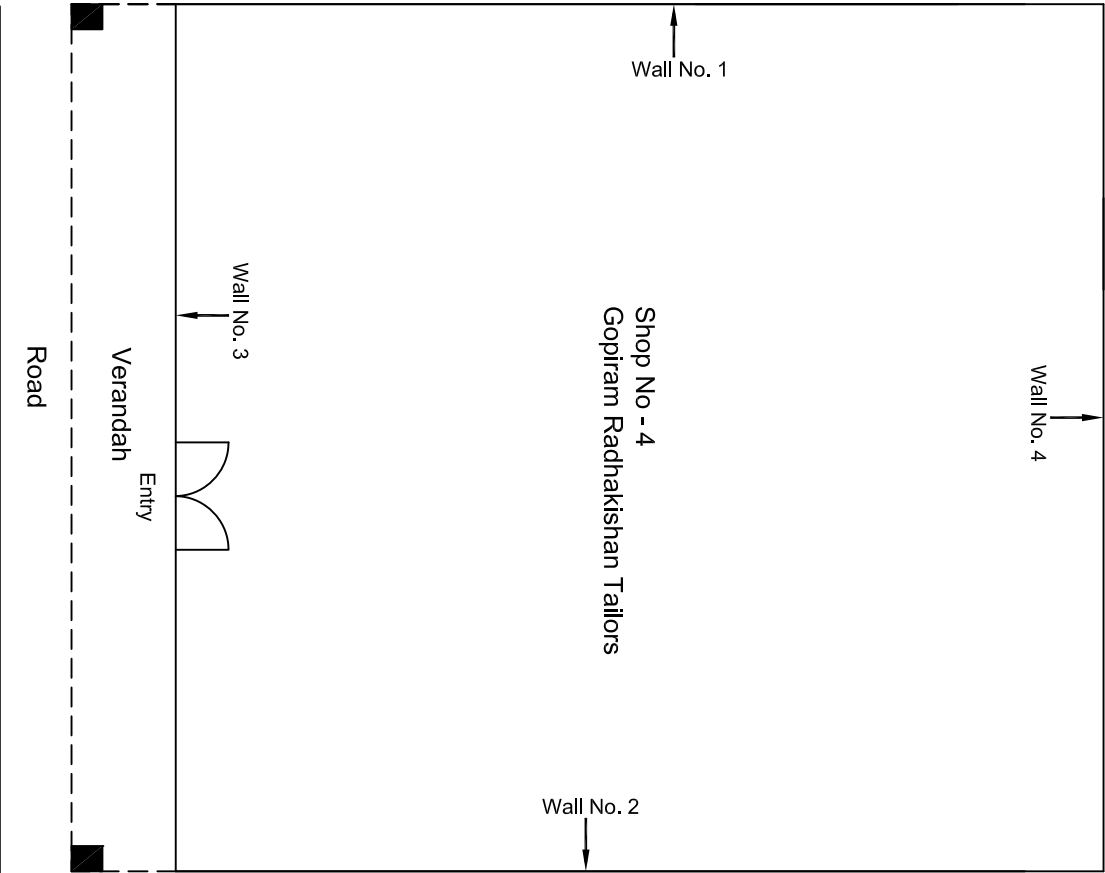 Wall No. 1
Wall No. 4
Wall No. 3
Shop No - 4
Gopiram Radhakishan Tailors
Verandah
Entry
Road
Wall No. 2